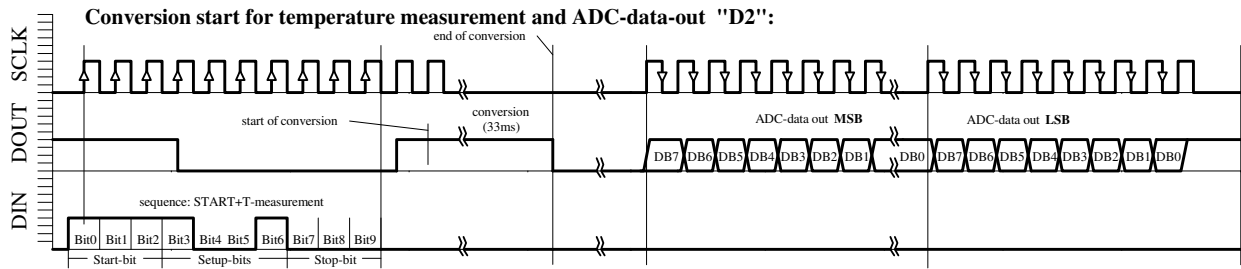 Conversion start for temperature measurement and ADC-data-out "D2":
end of conversion
SCLK
start of conversion
conversion
(33ms)
ADC-data out MSB
ADC-data out LSB
DOUT
DB7 DB6 DB5 DB4 DB3 DB2 DB1 DB0 DB7 DB6 DB5 DB4 DB3 DB2 DB1 DB0
sequence: START+T-measurement
DIN
Bit0 Bit1 Bit2 Bit3 Bit4 Bit5 Bit6 Bit7 Bit8 Bit9
Start-bit Setup-bits Stop-bit